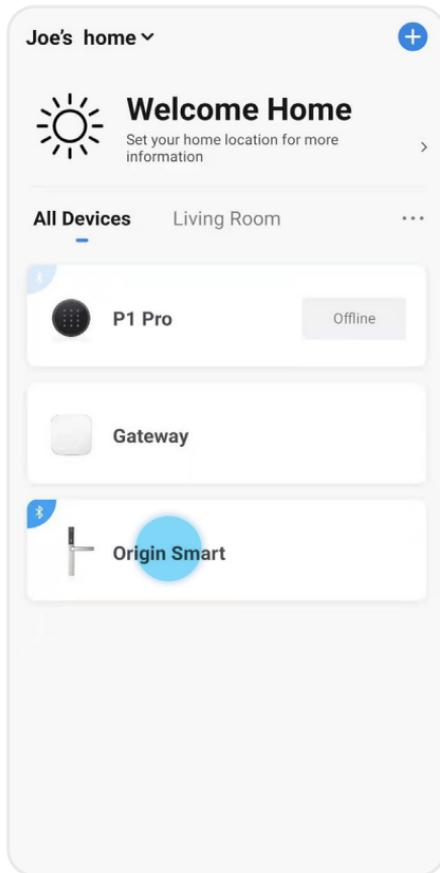 Joe's home
Welcome Home
Set your home location for more
information
All Devices
Living Room
P1 Pro
Offline
Gateway
Origin Smart